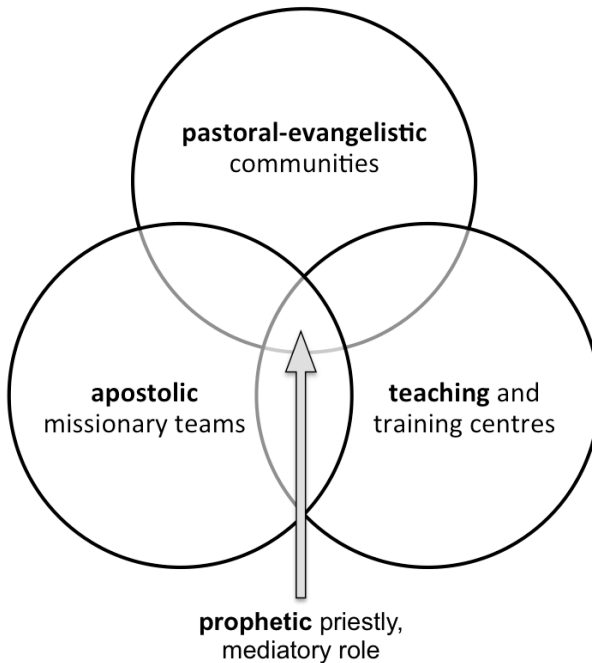 pastoral-evangelistic
communities
apostolic
missionary teams
teaching and
training centres
prophetic priestly,
mediatory role